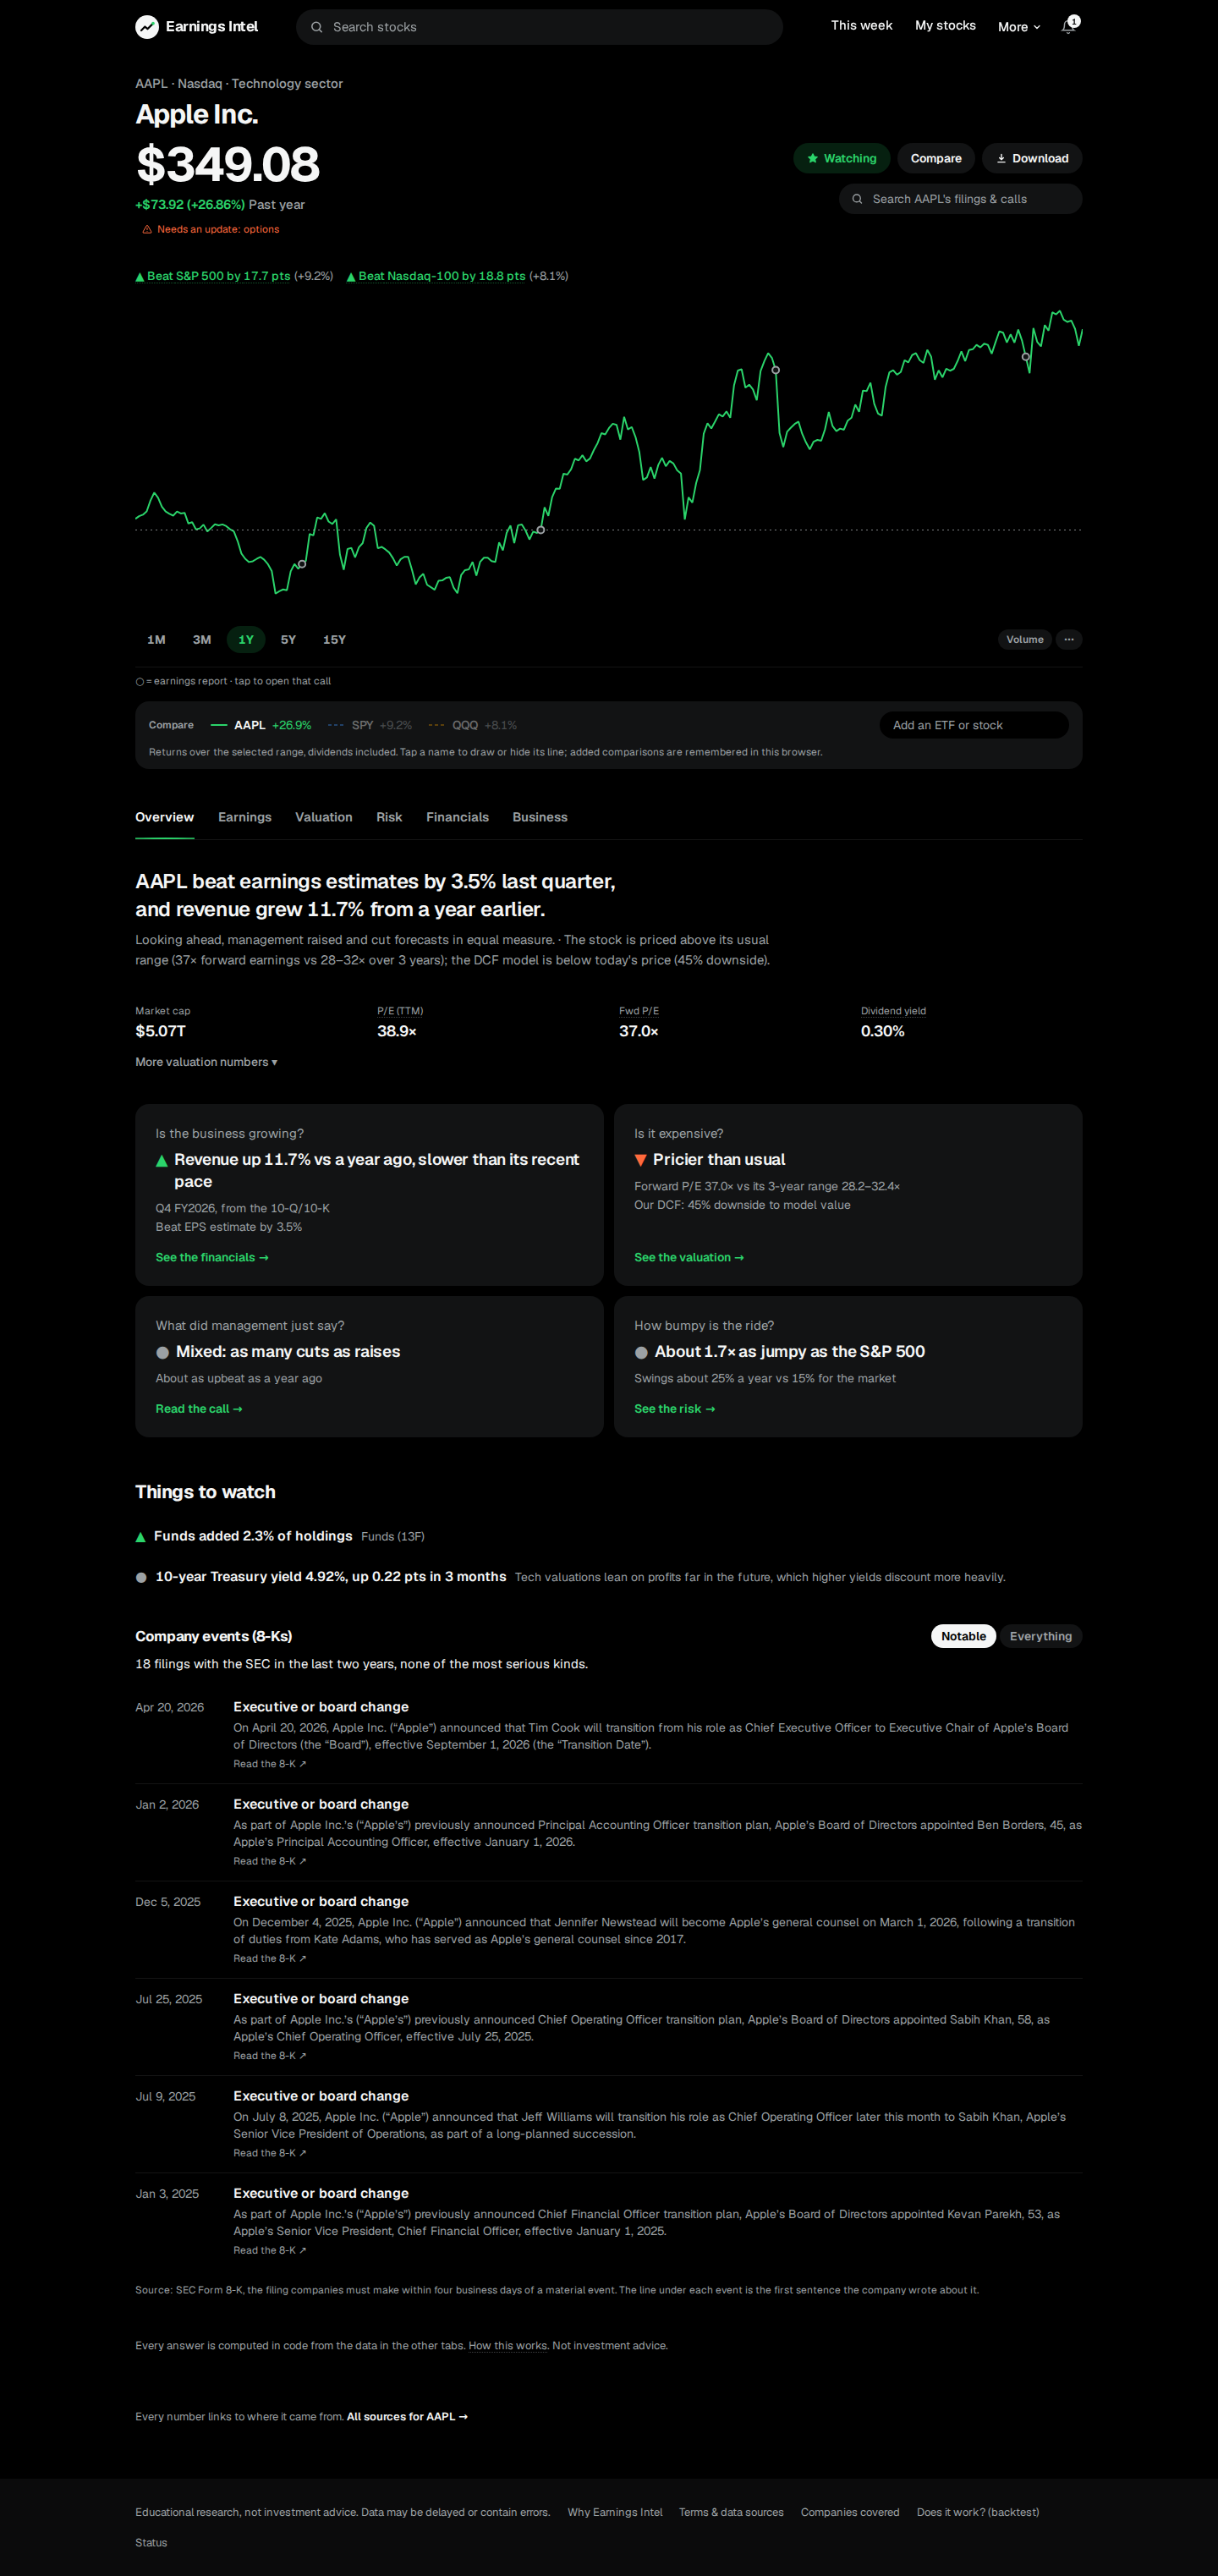 Earnings Intel
Search stocks
This week
My stocks
More
1
AAPL · Nasdaq · Technology sector
Apple Inc.
$349.08
+$73.92 (+26.86%) Past year
Needs an update: options
Watching
Compare
Download
Search AAPL's filings & calls
▲ Beat S&P 500 by 17.7 pts (+9.2%) ▲ Beat Nasdaq-100 by 18.8 pts (+8.1%)
1M 3M 1Y 5Y 15Y
Volume ···
◯ = earnings report · tap to open that call
Compare AAPL +26.9% SPY +9.2% QQQ +8.1%
Add an ETF or stock
Returns over the selected range, dividends included. Tap a name to draw or hide its line; added comparisons are remembered in this browser.
Overview Earnings Valuation Risk Financials Business
AAPL beat earnings estimates by 3.5% last quarter,
and revenue grew 11.7% from a year earlier.
Looking ahead, management raised and cut forecasts in equal measure. · The stock is priced above its usual
range (37× forward earnings vs 28–32× over 3 years); the DCF model is below today's price (45% downside).
Market cap
$5.07T
P/E (TTM)
38.9×
Fwd P/E
37.0×
Dividend yield
0.30%
More valuation numbers ▾
Is the business growing?
▲ Revenue up 11.7% vs a year ago, slower than its recent
pace
Q4 FY2026, from the 10-Q/10-K
Beat EPS estimate by 3.5%
See the financials →
Is it expensive?
▼ Pricier than usual
Forward P/E 37.0× vs its 3-year range 28.2–32.4×
Our DCF: 45% downside to model value
See the valuation →
What did management just say?
● Mixed: as many cuts as raises
About as upbeat as a year ago
Read the call →
How bumpy is the ride?
● About 1.7× as jumpy as the S&P 500
Swings about 25% a year vs 15% for the market
See the risk →
Things to watch
▲ Funds added 2.3% of holdings Funds (13F)
● 10-year Treasury yield 4.92%, up 0.22 pts in 3 months Tech valuations lean on profits far in the future, which higher yields discount more heavily.
Company events (8-Ks)
Notable Everything
18 filings with the SEC in the last two years, none of the most serious kinds.
Apr 20, 2026
Executive or board change
On April 20, 2026, Apple Inc. (“Apple”) announced that Tim Cook will transition from his role as Chief Executive Officer to Executive Chair of Apple's Board
of Directors (the “Board”), effective September 1, 2026 (the “Transition Date”).
Read the 8-K ↗
Jan 2, 2026
Executive or board change
As part of Apple Inc.'s (“Apple's”) previously announced Principal Accounting Officer transition plan, Apple's Board of Directors appointed Ben Borders, 45, as
Apple's Principal Accounting Officer, effective January 1, 2026.
Read the 8-K ↗
Dec 5, 2025
Executive or board change
On December 4, 2025, Apple Inc. (“Apple”) announced that Jennifer Newstead will become Apple's general counsel on March 1, 2026, following a transition
of duties from Kate Adams, who has served as Apple's general counsel since 2017.
Read the 8-K ↗
Jul 25, 2025
Executive or board change
As part of Apple Inc.'s (“Apple's”) previously announced Chief Operating Officer transition plan, Apple's Board of Directors appointed Sabih Khan, 58, as
Apple's Chief Operating Officer, effective July 25, 2025.
Read the 8-K ↗
Jul 9, 2025
Executive or board change
On July 8, 2025, Apple Inc. (“Apple”) announced that Jeff Williams will transition his role as Chief Operating Officer later this month to Sabih Khan, Apple's
Senior Vice President of Operations, as part of a long-planned succession.
Read the 8-K ↗
Jan 3, 2025
Executive or board change
As part of Apple Inc.'s (“Apple's”) previously announced Chief Financial Officer transition plan, Apple's Board of Directors appointed Kevan Parekh, 53, as
Apple's Senior Vice President, Chief Financial Officer, effective January 1, 2025.
Read the 8-K ↗
Source: SEC Form 8-K, the filing companies must make within four business days of a material event. The line under each event is the first sentence the company wrote about it.
Every answer is computed in code from the data in the other tabs. How this works. Not investment advice.
Every number links to where it came from. All sources for AAPL →
Educational research, not investment advice. Data may be delayed or contain errors. Why Earnings Intel Terms & data sources Companies covered Does it work? (backtest)
Status